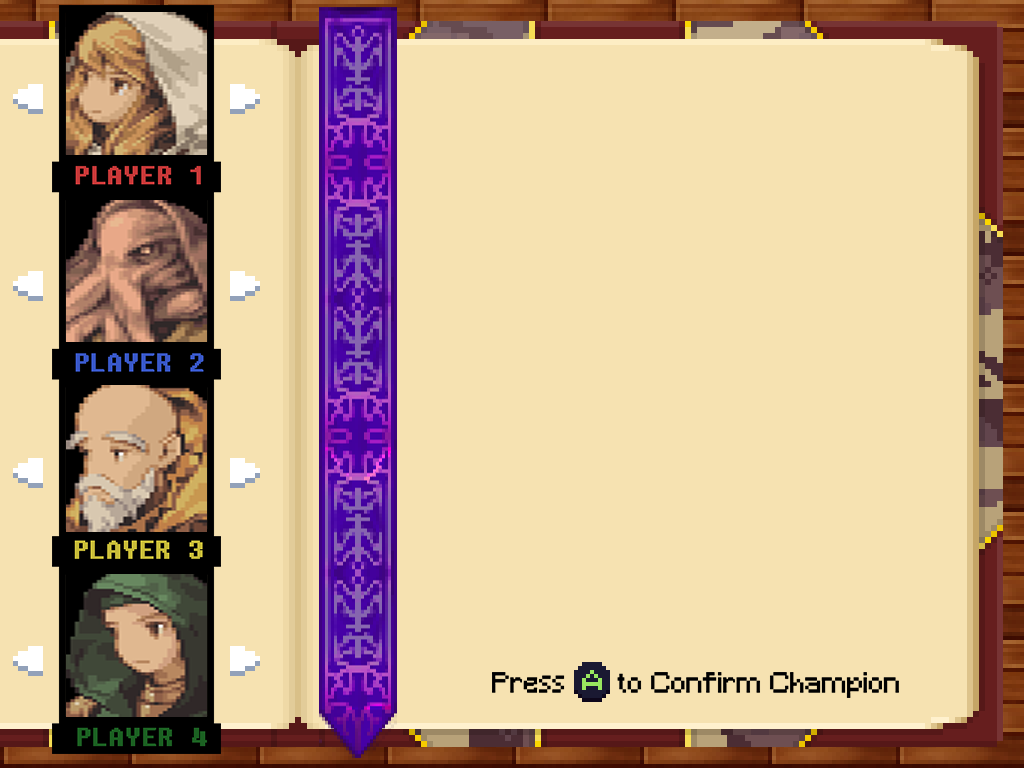 PLAYER 1
PLAYER 2
PLAYER 3
PLAYER 4
Press A to Confirm Champion